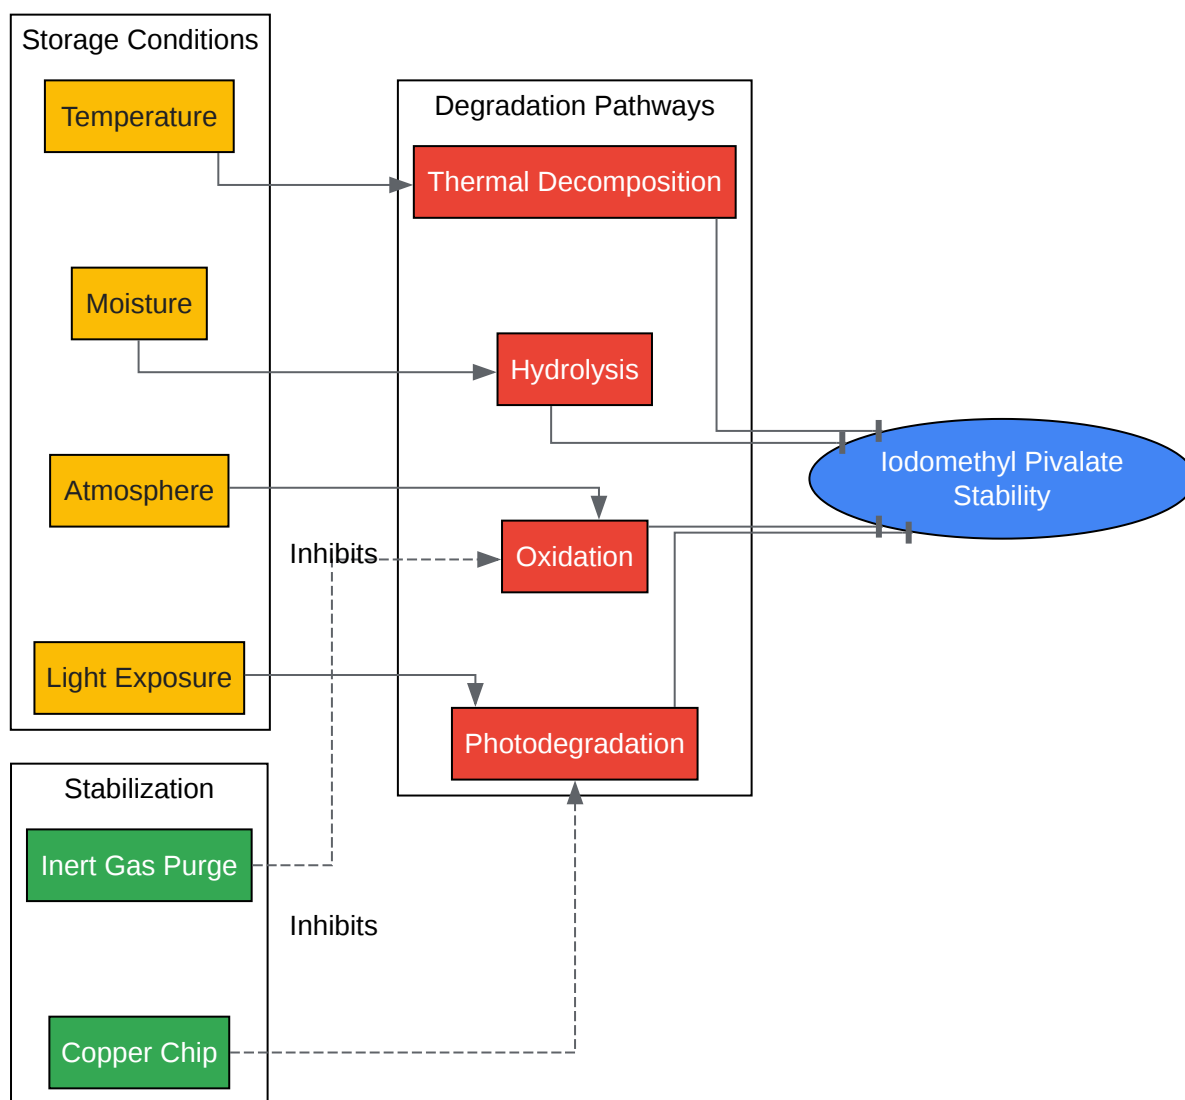 Storage Conditions
Temperature
Moisture
Atmosphere
Light Exposure
Degradation Pathways
Thermal Decomposition
Hydrolysis
Oxidation
Photodegradation
Iodomethyl Pivalate
Stability
Inhibits
Stabilization
Inert Gas Purge
Inhibits
Copper Chip